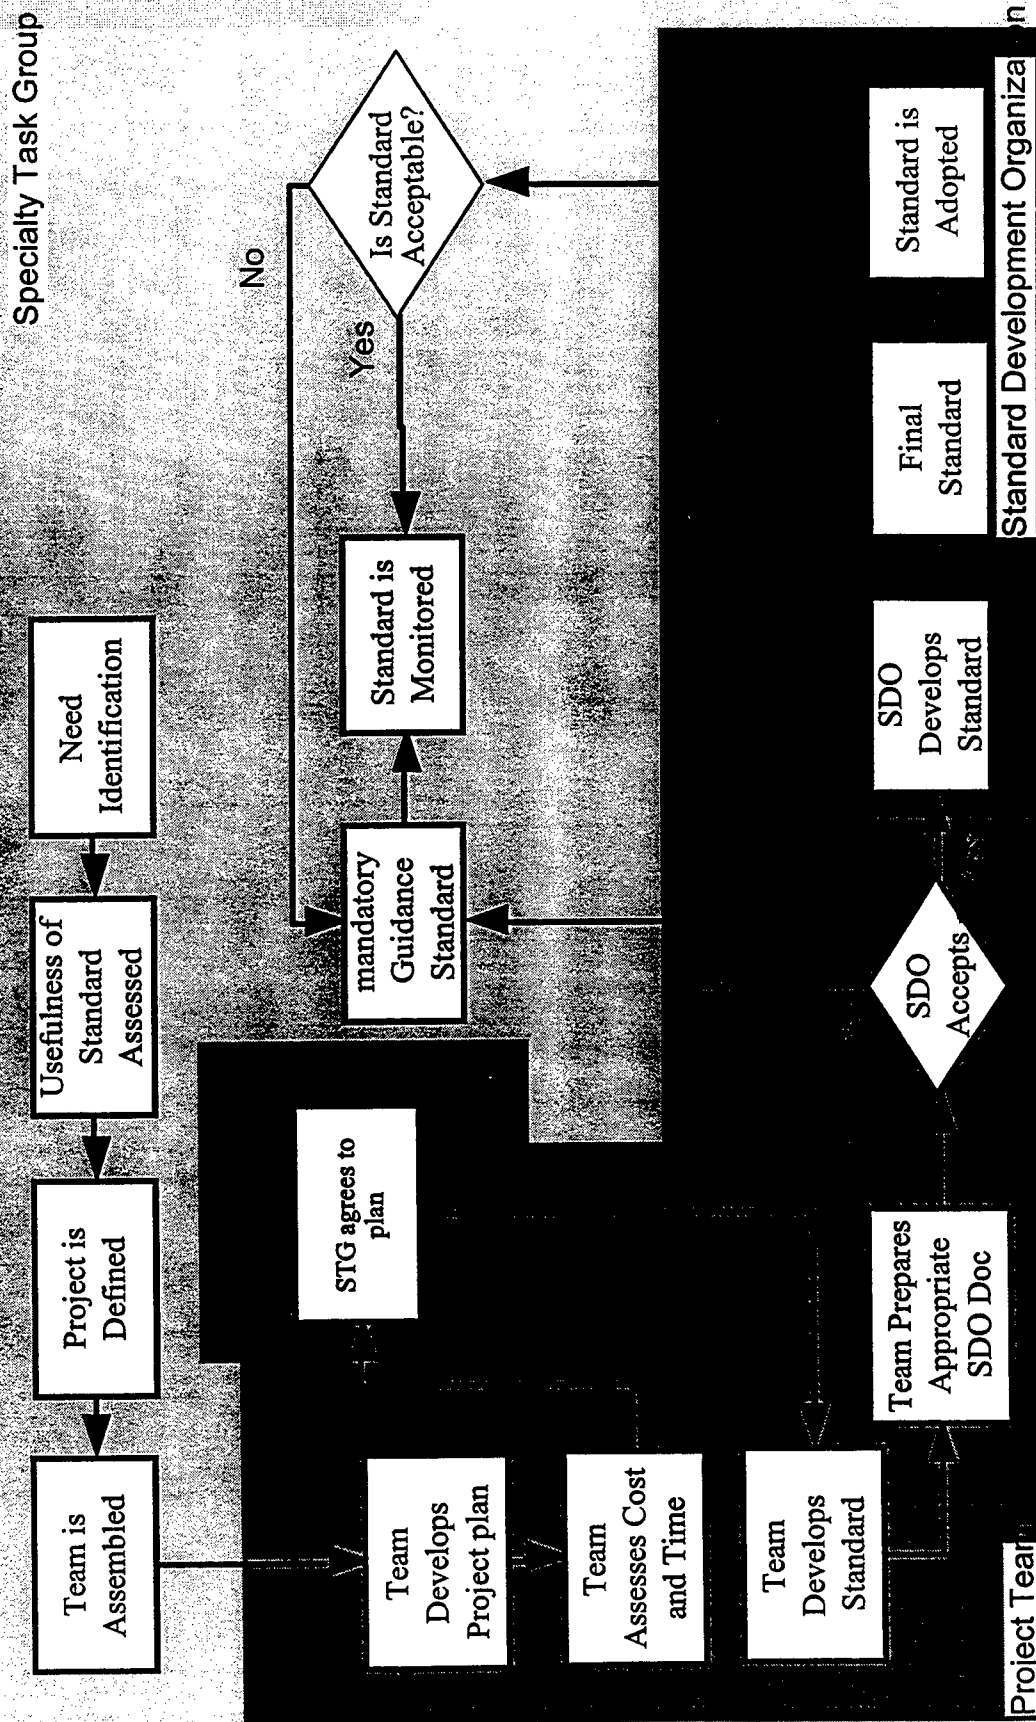 Specialty Task Group
Need
Identification
Usefulness of
Standard
Assessed
Project is
Defined
Team is
Assembled
No
Is Standard
Acceptable?
Yes
Standard is
Monitored
mandatory
Guidance
Standard
STG agrees to
plan
Team
Develops
Project plan
Team
Assesses Cost
and Time
Team
Develops
Standard
Team Prepares
Appropriate
SDO Doc
SDO
Accepts
SDO
Develops
Standard
Final
Standard
Standard is
Adopted
Project Team
Standard Development Organiza on